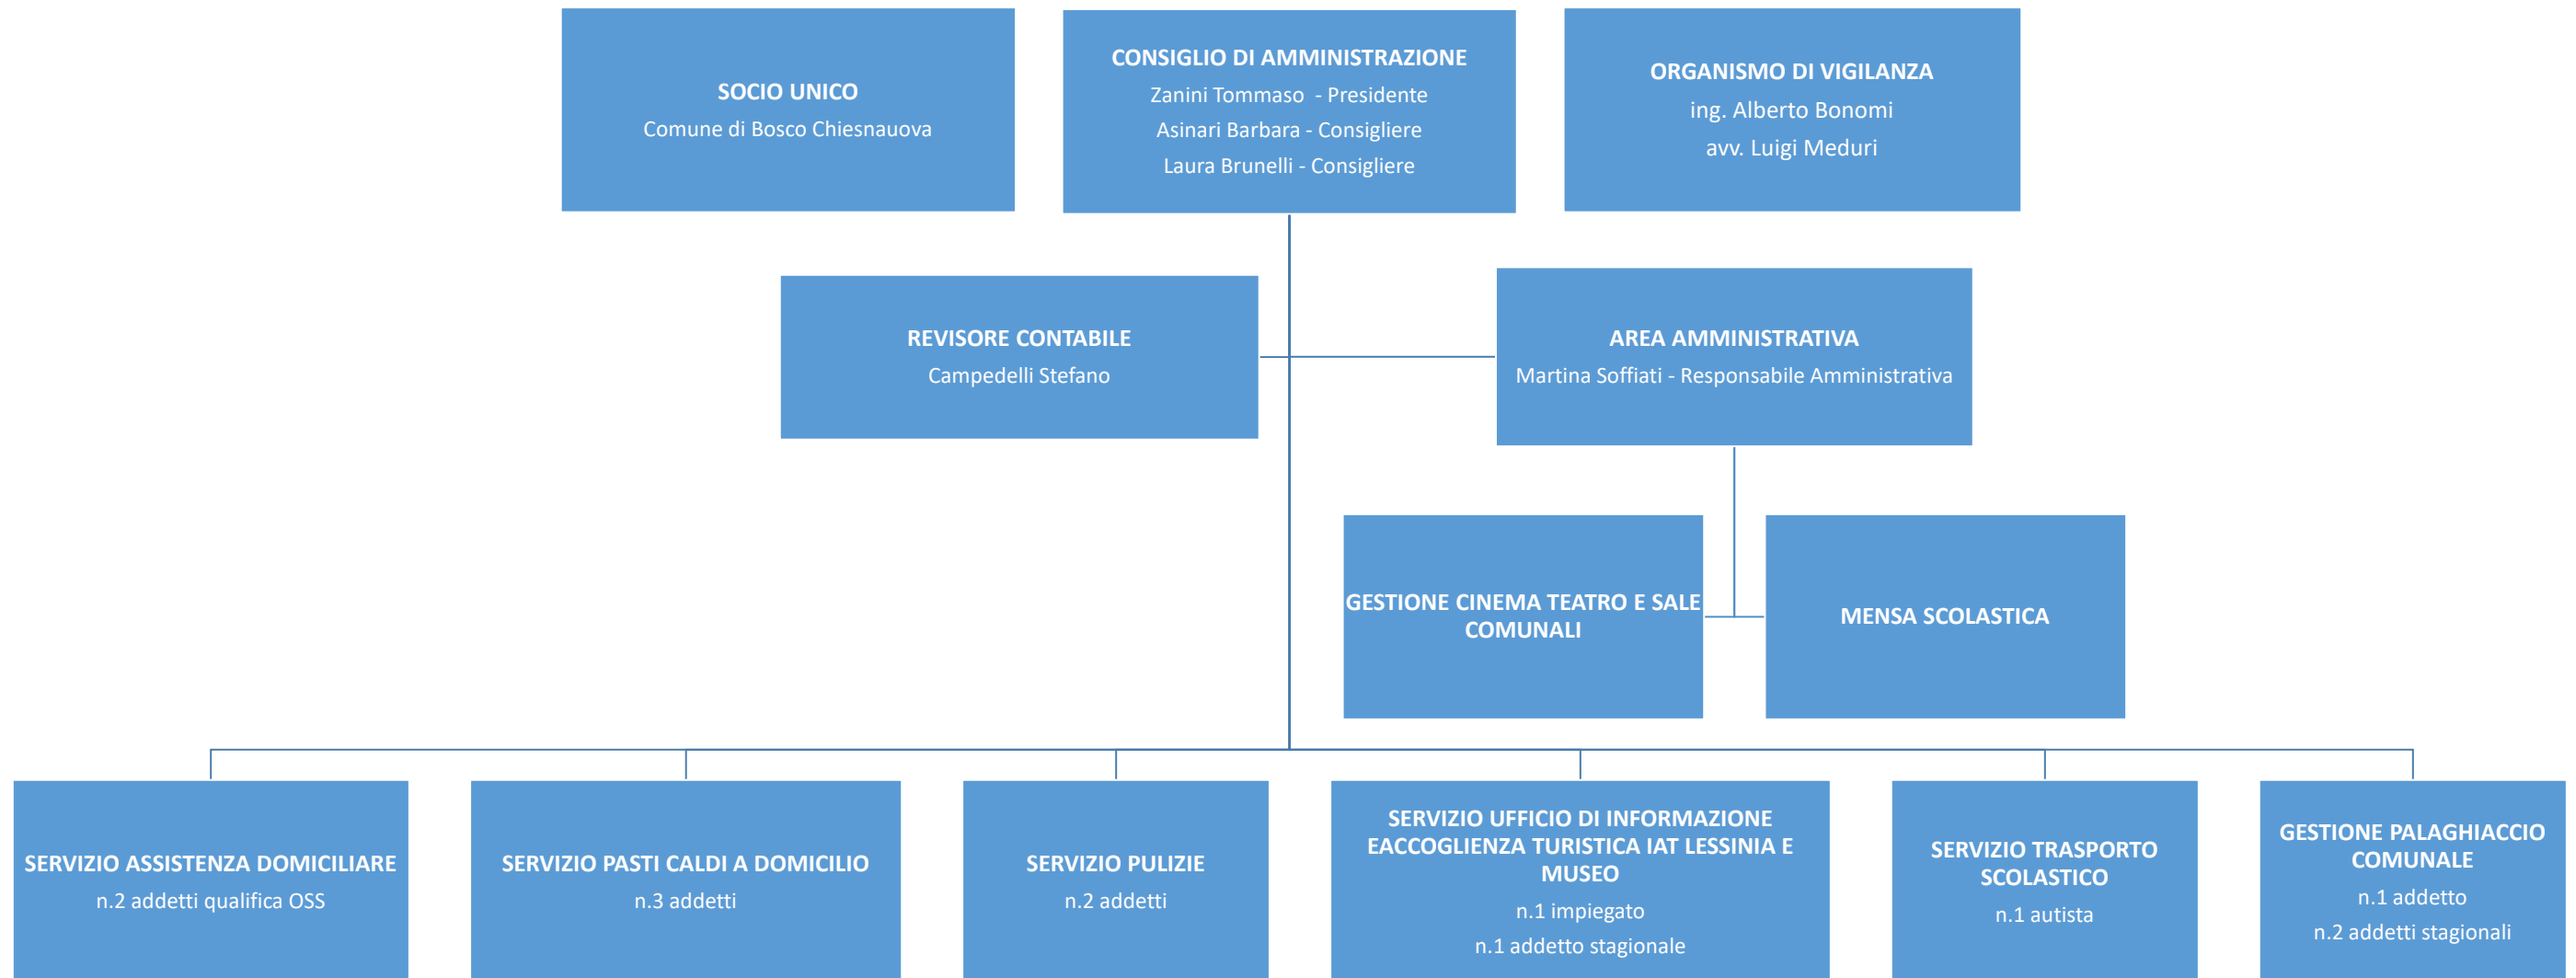 SOCIO UNICO
Comune di Bosco Chiesnauova
CONSIGLIO DI AMMINISTRAZIONE
Zanini Tommaso - Presidente
Asinari Barbara - Consigliere
Laura Brunelli - Consigliere
ORGANISMO DI VIGILANZA
ing. Alberto Bonomi
avv. Luigi Meduri
REVISORE CONTABILE
Campedelli Stefano
AREA AMMINISTRATIVA
Martina Soffiati - Responsabile Amministrativa
GESTIONE CINEMA TEATRO E SALE
COMUNALI
MENSA SCOLASTICA
SERVIZIO ASSISTENZA DOMICILIARE
n.2 addetti qualifica OSS
SERVIZIO PASTI CALDI A DOMICILIO
n.3 addetti
SERVIZIO PULIZIE
n.2 addetti
SERVIZIO UFFICIO DI INFORMAZIONE
EACCOGLIENZA TURISTICA IAT LESSINIA E
MUSEO
n.1 impiegato
n.1 addetto stagionale
SERVIZIO TRASPORTO
SCOLASTICO
n.1 autista
GESTIONE PALAGHIACCIO
COMUNALE
n.1 addetto
n.2 addetti stagionali